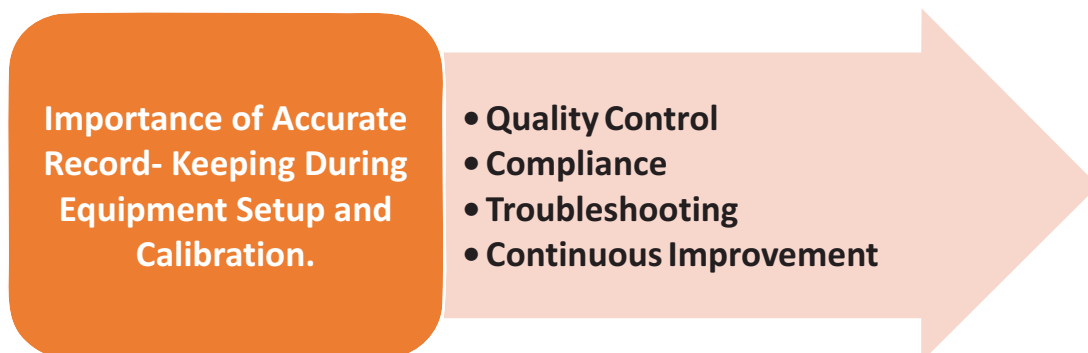 Importance of Accurate
Record- Keeping During
Equipment Setup and
Calibration.
• Quality Control
• Compliance
• Troubleshooting
• Continuous Improvement